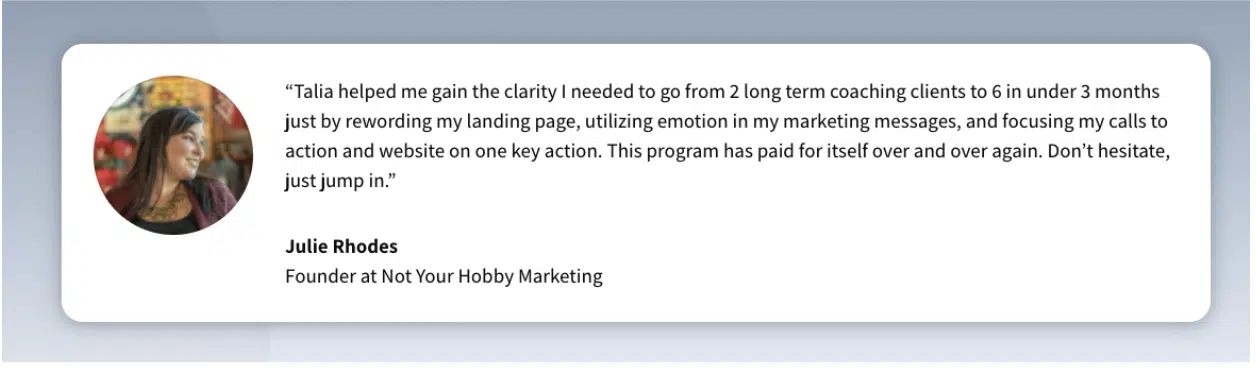 “Talia helped me gain the clarity I needed to go from 2 long term coaching clients to 6 in under 3 months
just by rewording my landing page, utilizing emotion in my marketing messages, and focusing my calls to
action and website on one key action. This program has paid for itself over and over again. Don’t hesitate,
just jump in.”
Julie Rhodes
Founder at Not Your Hobby Marketing